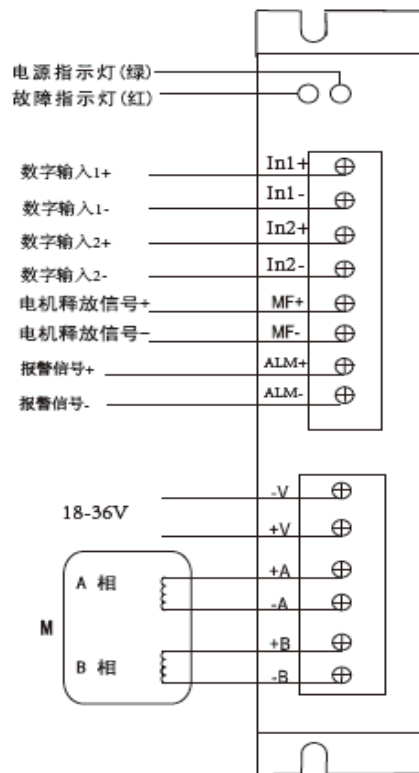 电源指示灯(绿)
故障指示灯(红)
数字输入1+ In1+
数字输入1- In1-
数字输入2+ In2+
数字输入2- In2-
电机释放信号+ MF+
电机释放信号- MF-
报警信号+ ALM+
报警信号- ALM-
-V
18-36V
+V
A 相 +A
-A
M
+B
B 相 -B